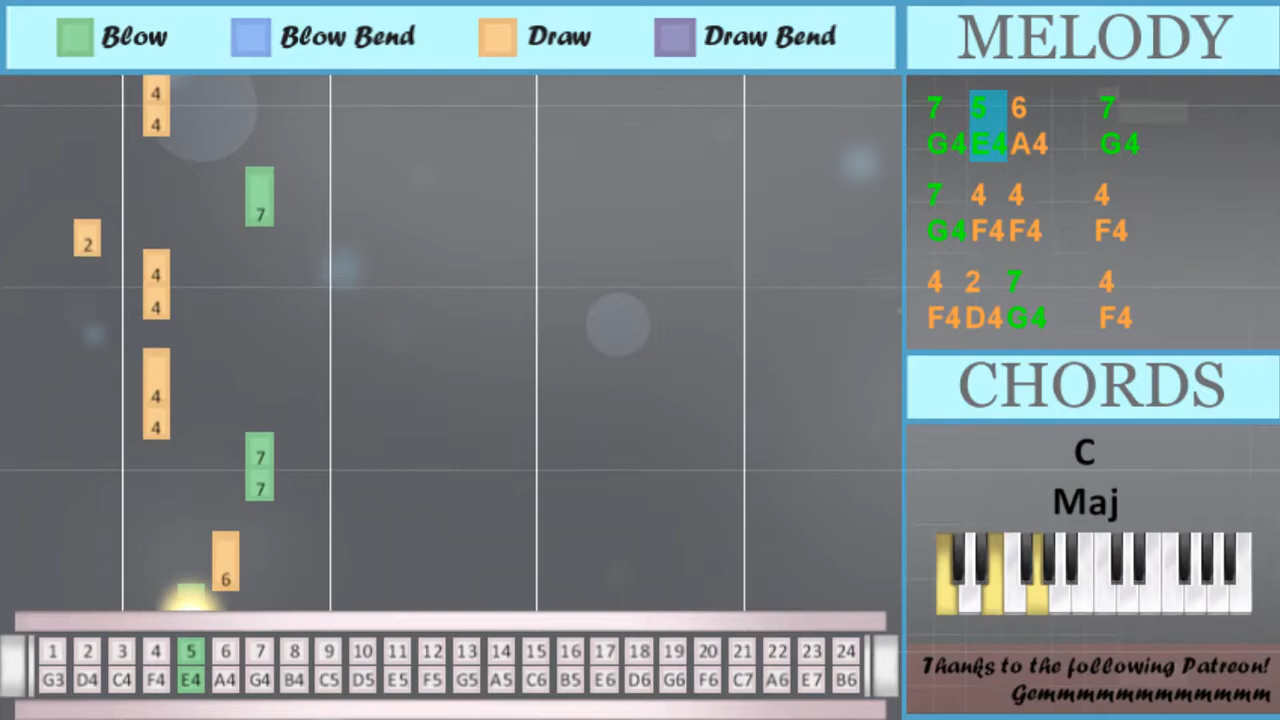 Blow Blow Bend Draw Draw Bend
MELODY
7 5 6 7
G4 E4 A4 G4
7 4 4 4
G4 F4 F4 F4
4 2 7 4
F4 D4 G4 F4
CHORDS
C
Maj
Thanks to the following Patreon!
Gemmmmmmmmmmmm
4
4
7
2
4
4
4
4
7
7
6
1 2 3 4 5 6 7 8 9 10 11 12 13 14 15 16 17 18 19 20 21 22 23 24
G3 D4 C4 F4 E4 A4 G4 B4 C5 D5 E5 F5 G5 A5 C6 B5 E6 D6 G6 F6 C7 A6 E7 B6